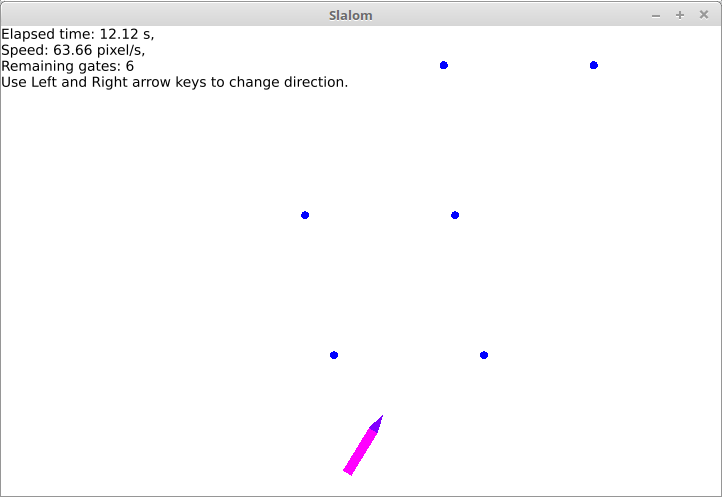 Slalom
Elapsed time: 12.12 s,
Speed: 63.66 pixel/s,
Remaining gates: 6
Use Left and Right arrow keys to change direction.